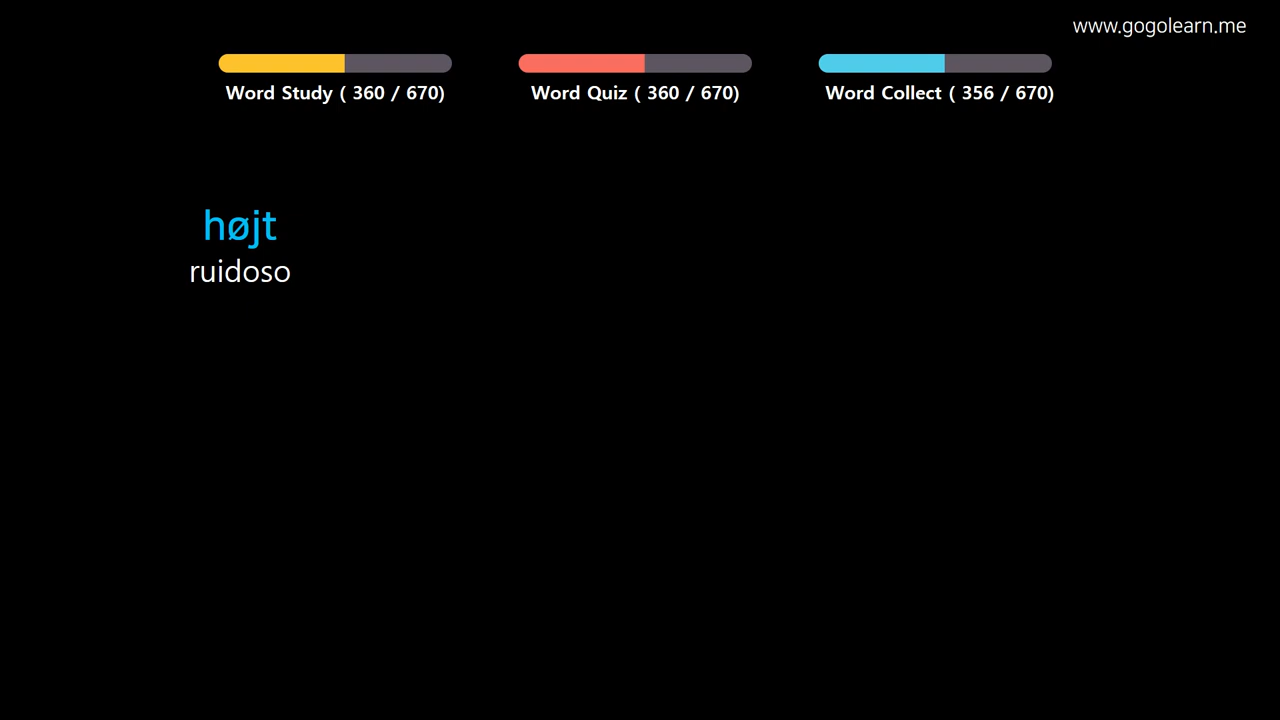 www.gogolearn.me
Word Study ( 360 / 670)
Word Quiz ( 360 / 670)
Word Collect ( 356 / 670)
højt
ruidoso